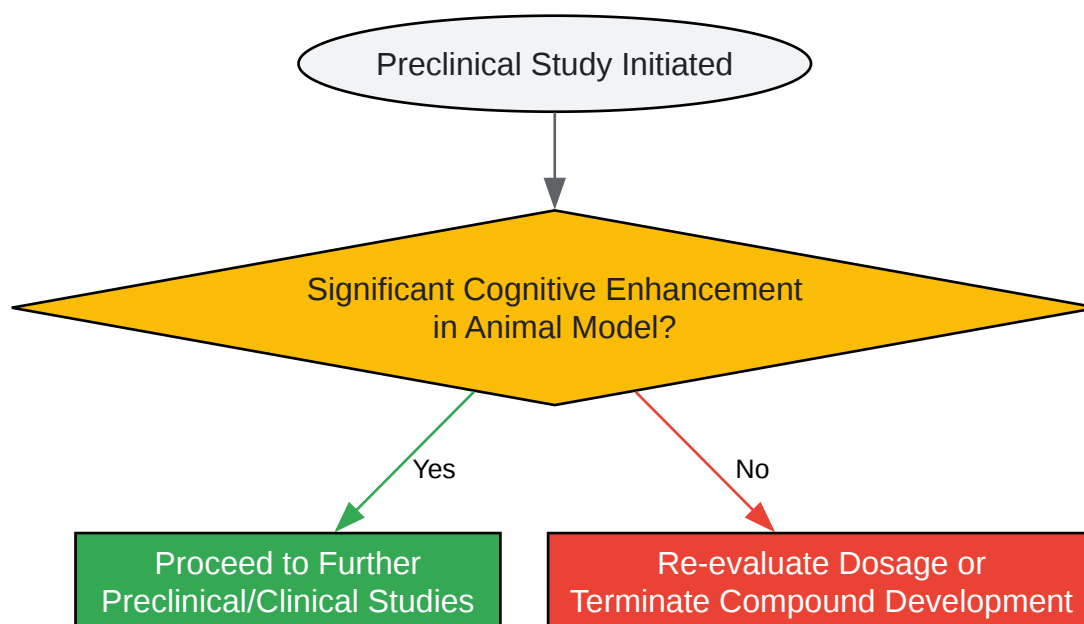 Preclinical Study Initiated
Significant Cognitive Enhancement
in Animal Model?
Yes
No
Proceed to Further
Preclinical/Clinical Studies
Re-evaluate Dosage or
Terminate Compound Development